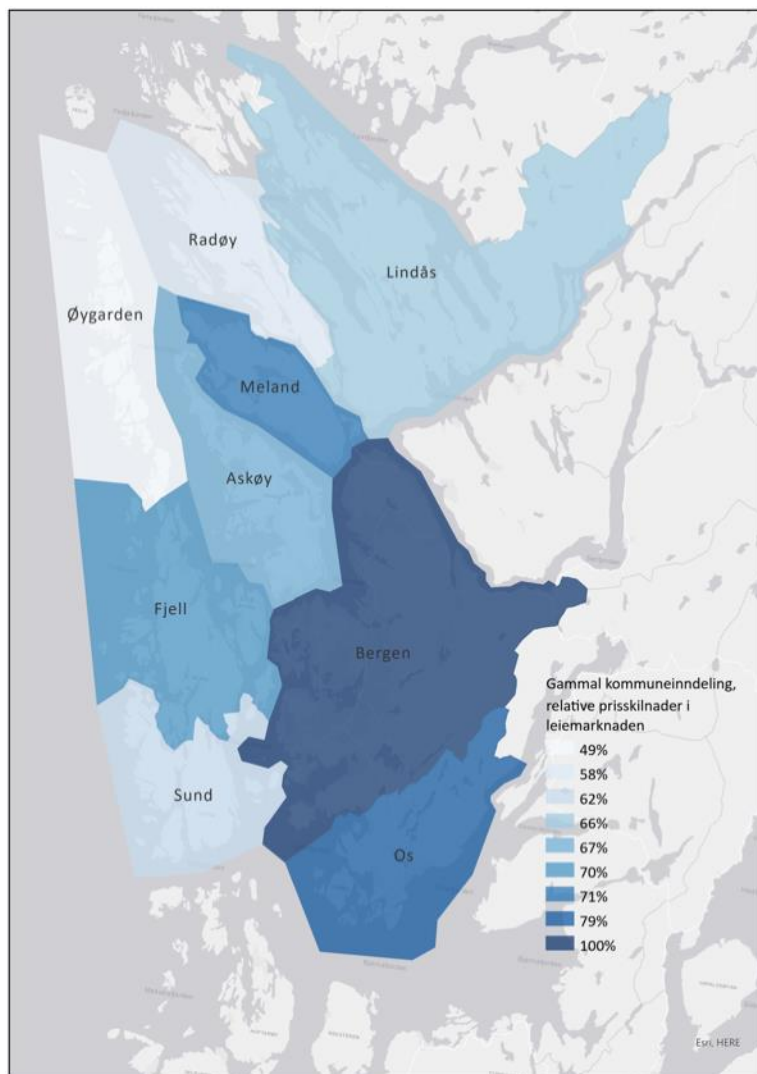 Radøy
Lindås
Øygarden
Meland
Askøy
Fjell
Bergen
Sund
Os
Gammal kommuneinndeling,
relative prisskilnader i
leiemarknaden
49%
58%
62%
66%
67%
70%
71%
79%
100%
Esri, HERE